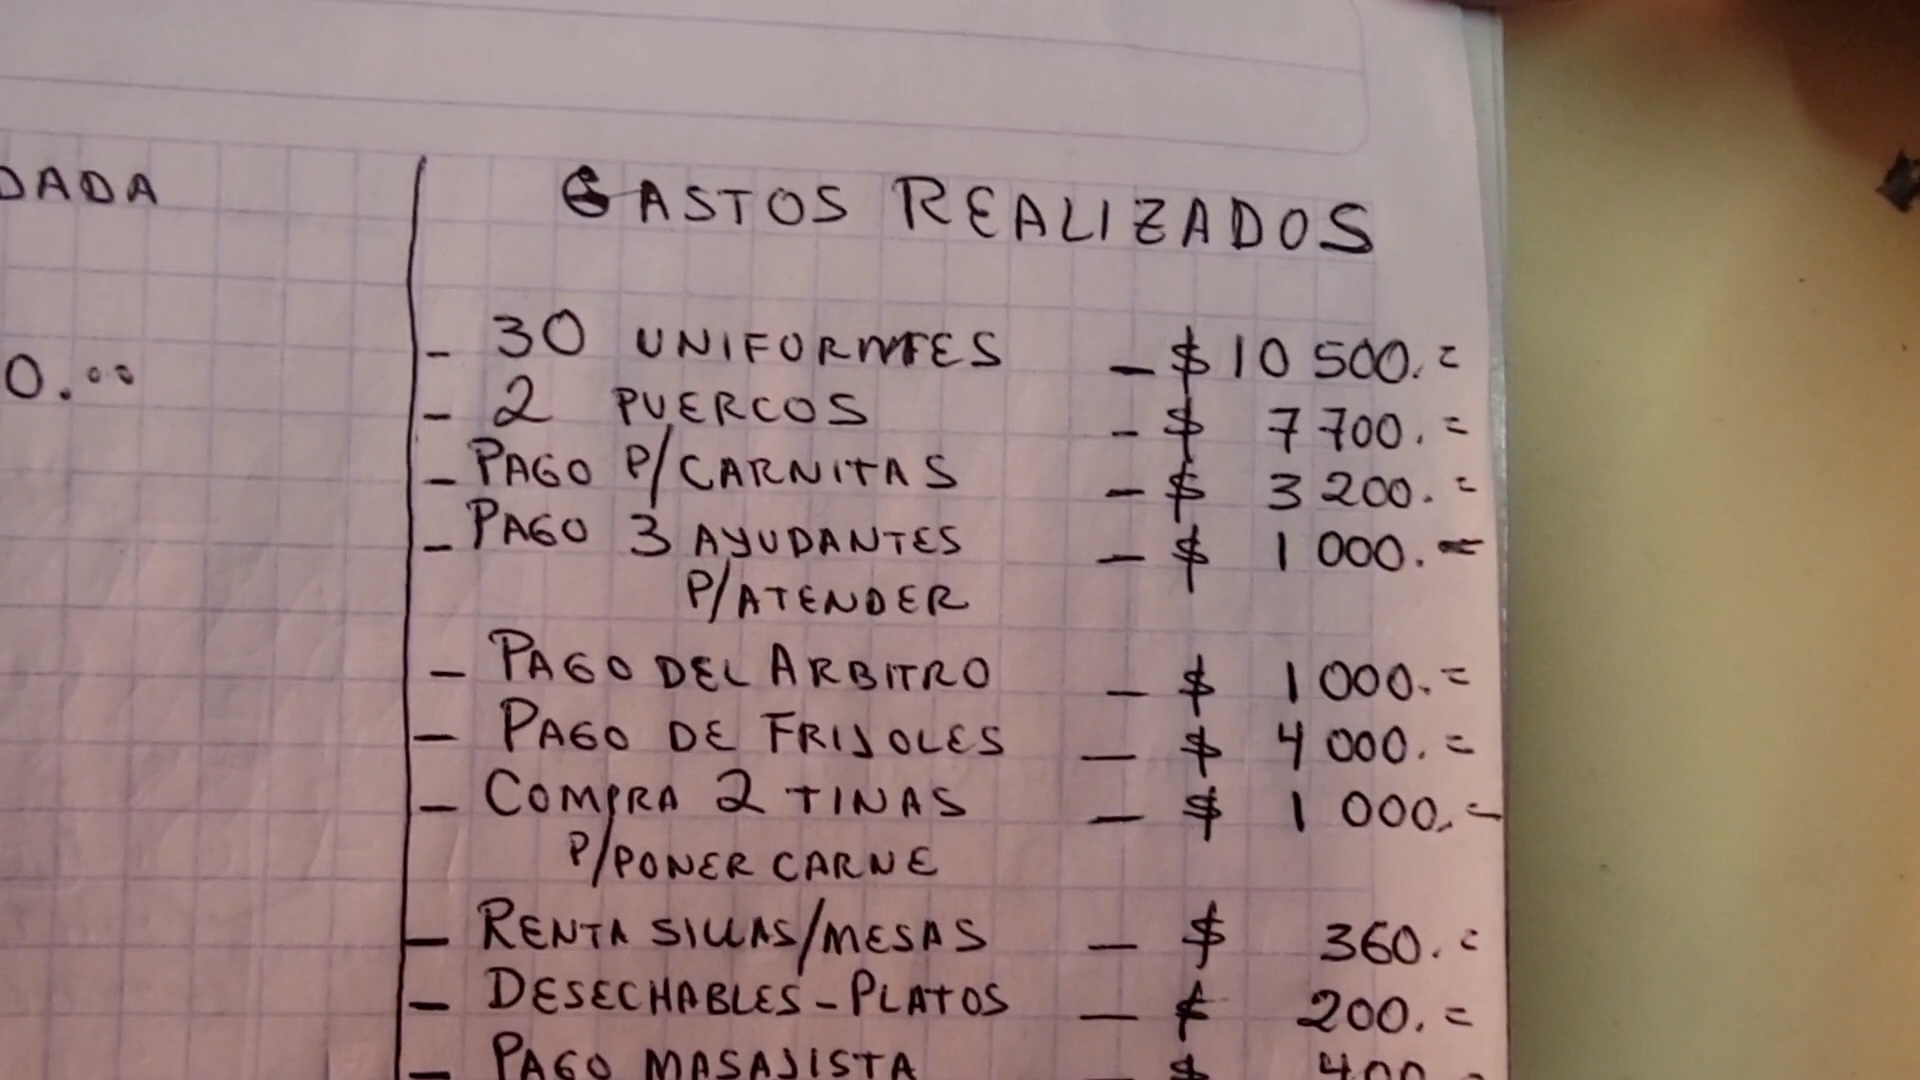 DADA
GASTOS REALIZADOS
0.°°
- 30 UNIFORMES - $ 10 500.=
- 2 PUERCOS - $ 7 700.=
- PAGO P/CARNITAS - $ 3 200.=
- PAGO 3 AYUDANTES - $ 1 000.=
P/ATENDER
- PAGO DEL ARBITRO - $ 1 000.=
- PAGO DE FRIJOLES - $ 4 000.=
- COMPRA 2 TINAS - $ 1 000.-
P/PONER CARNE
- RENTA SILLAS/MESAS - $ 360.=
- DESECHABLES-PLATOS - $ 200.=
- PAGO MASAJISTA - $ 400.-